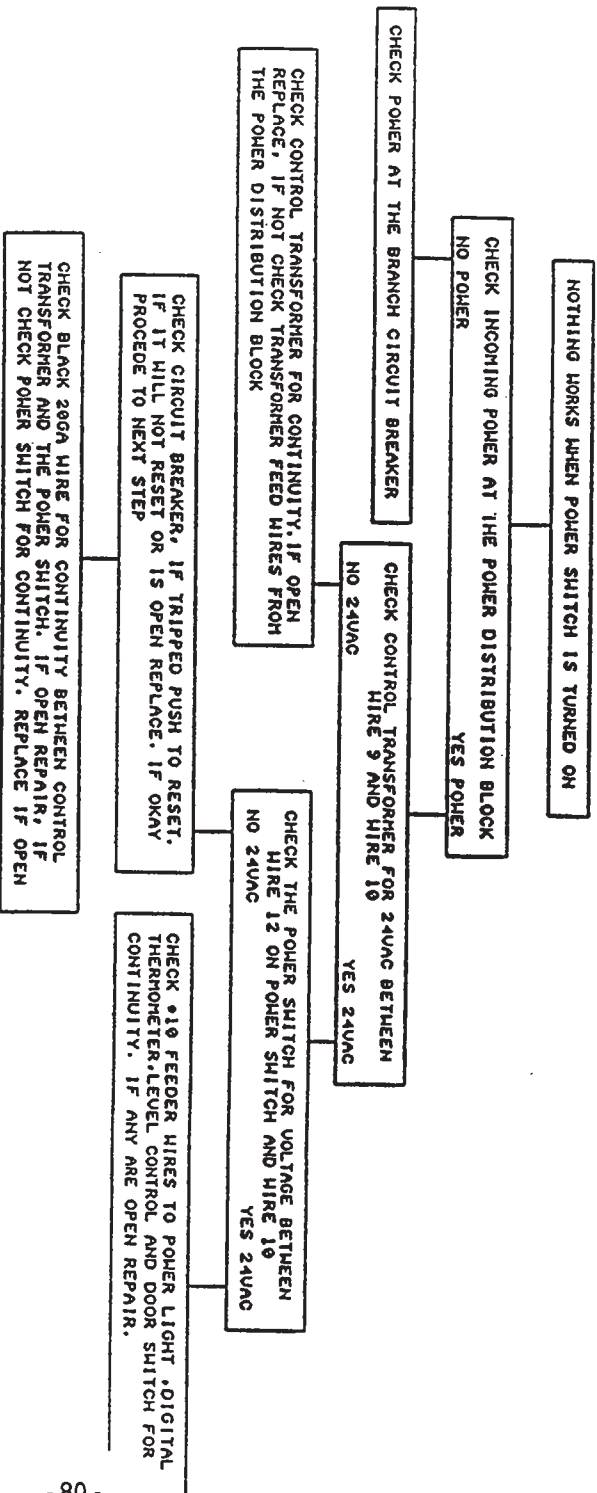 NOTHING WORKS WHEN POWER SWITCH IS TURNED ON
CHECK INCOMING POWER AT THE POWER DISTRIBUTION BLOCK
NO POWER YES POWER
CHECK POWER AT THE BRANCH CIRCUIT BREAKER
CHECK CONTROL TRANSFORMER FOR 24VAC BETWEEN
WIRE 9 AND WIRE 10
NO 24VAC YES 24VAC
CHECK CONTROL TRANSFORMER FOR CONTINUITY. IF OPEN
REPLACE, IF NOT CHECK TRANSFORMER FEED WIRES FROM
THE POWER DISTRIBUTION BLOCK
CHECK THE POWER SWITCH FOR VOLTAGE BETWEEN
WIRE 12 ON POWER SWITCH AND WIRE 10
NO 24VAC YES 24VAC
CHECK CIRCUIT BREAKER, IF TRIPPED PUSH TO RESET.
IF IT WILL NOT RESET OR IS OPEN REPLACE. IF OKAY
PROCEDE TO NEXT STEP
CHECK #10 FEEDER WIRES TO POWER LIGHT ,DIGITAL
THERMOMETER,LEVEL CONTROL AND DOOR SWITCH FOR
CONTINUITY. IF ANY ARE OPEN REPAIR.
CHECK BLACK 20GA WIRE FOR CONTINUITY BETWEEN CONTROL
TRANSFORMER AND THE POWER SWITCH. IF OPEN REPAIR, IF
NOT CHECK POWER SWITCH FOR CONTINUITY. REPLACE IF OPEN
- 80 -